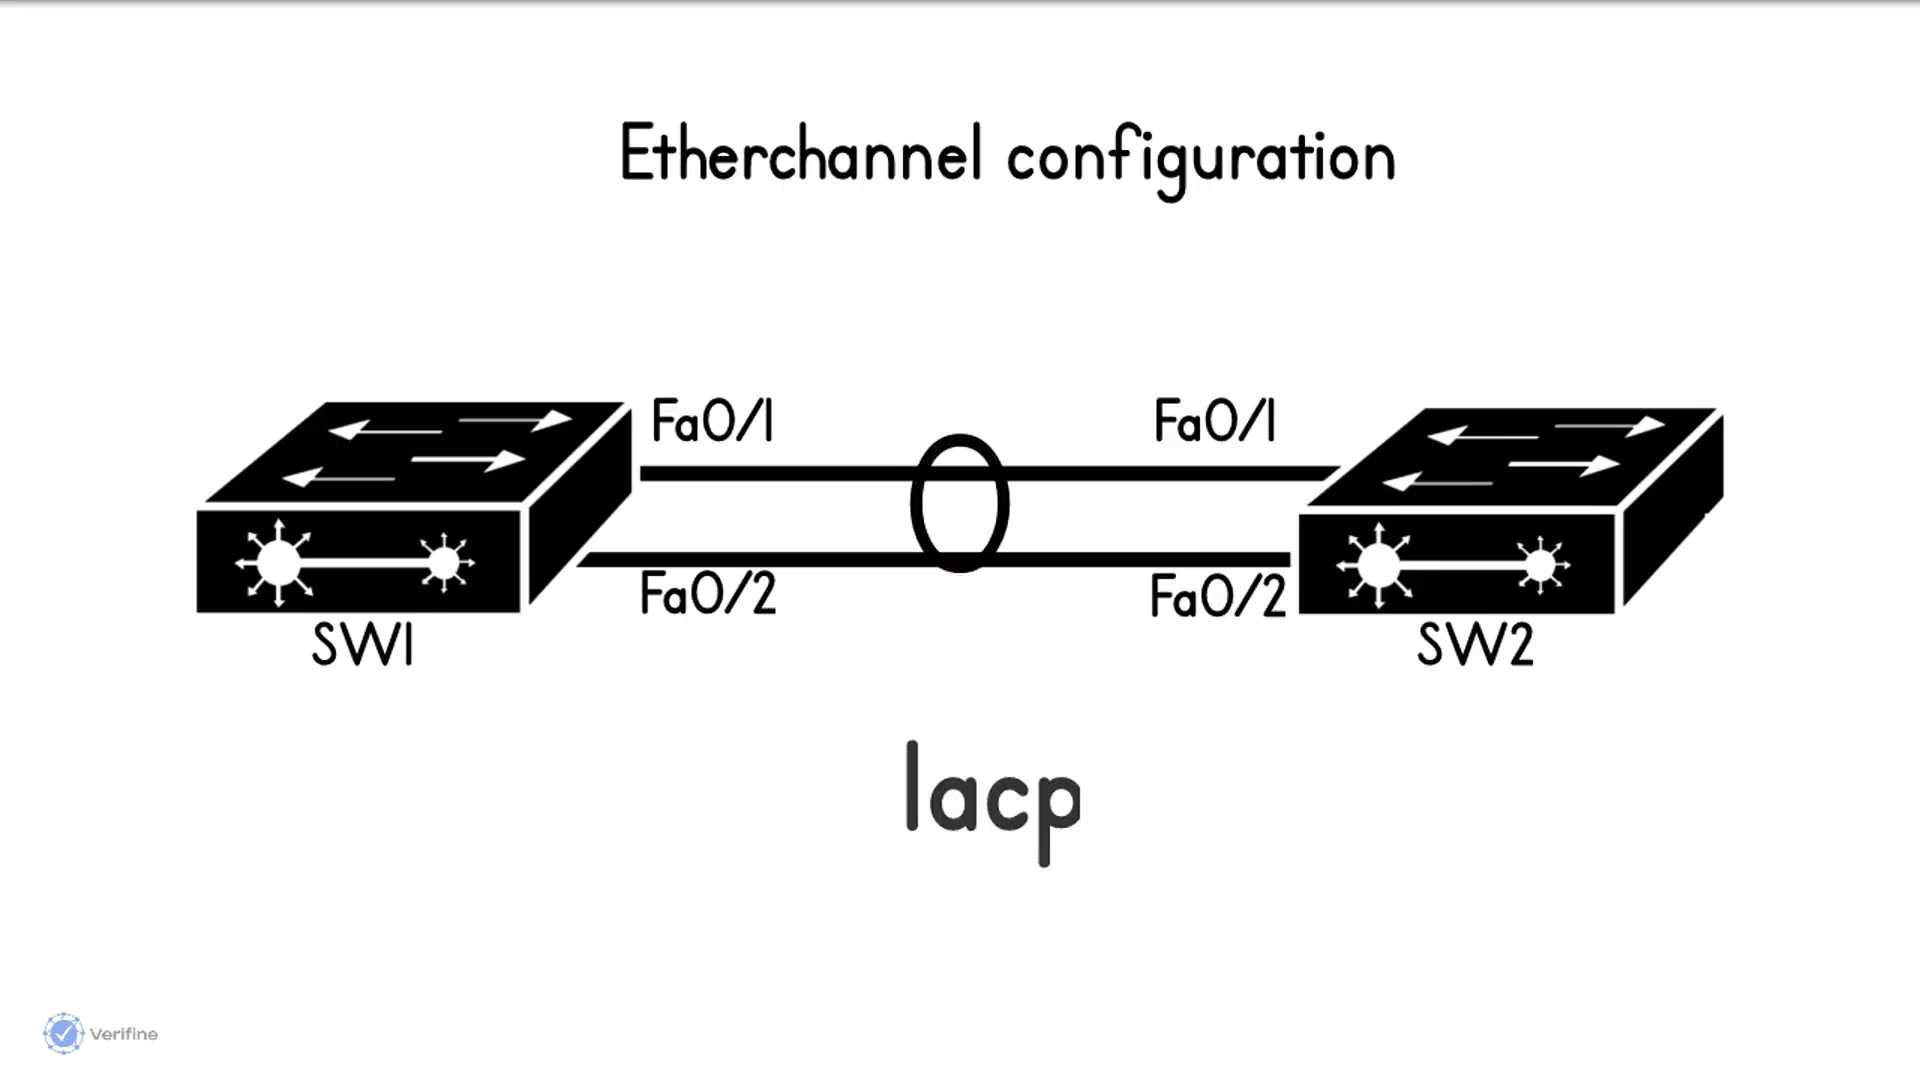 Etherchannel configuration
Fa0/1
Fa0/1
Fa0/2
Fa0/2
SW1
SW2
lacp
Verifine